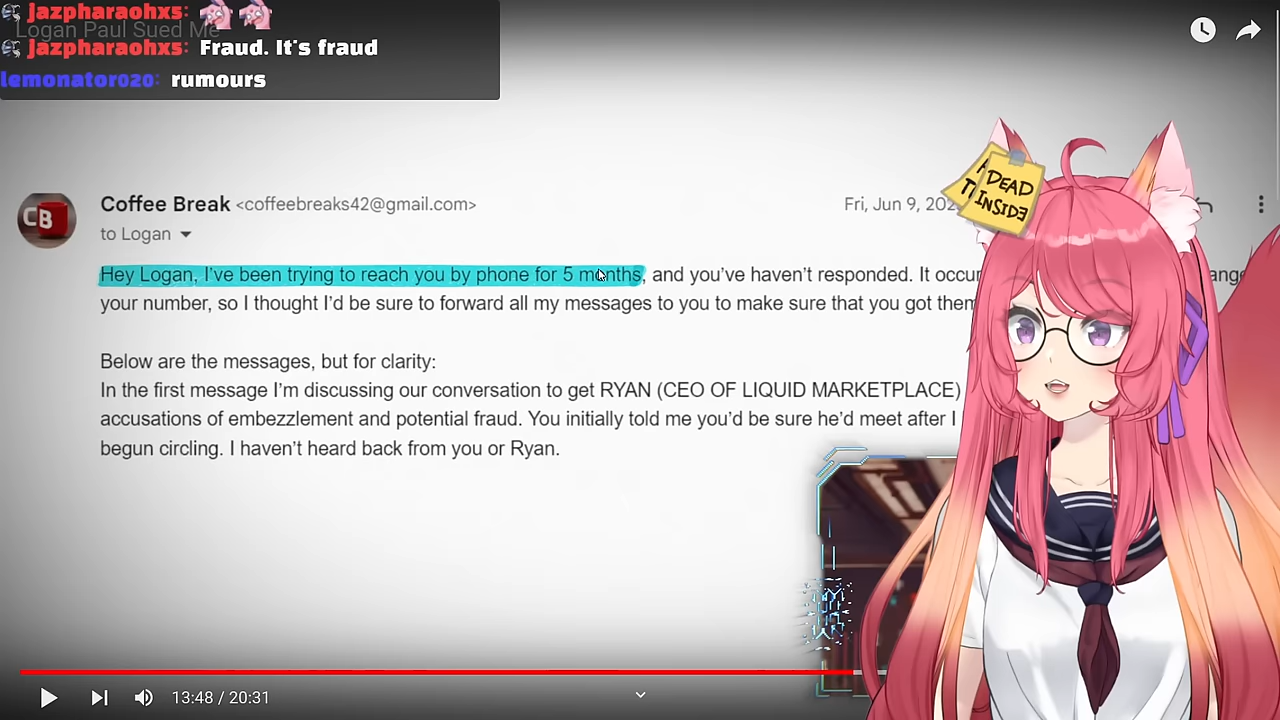 Jazpharaohxs:
Logan Paul Sued Me
Jazpharaohxs: Fraud. It's fraud
lemonator020: rumours
CB
Coffee Break <coffeebreaks42@gmail.com>
Fri, Jun 9, 202
to Logan
Hey Logan, I've been trying to reach you by phone for 5 months, and you've haven't responded. It occur ange
your number, so I thought I'd be sure to forward all my messages to you to make sure that you got them
Below are the messages, but for clarity:
In the first message I'm discussing our conversation to get RYAN (CEO OF LIQUID MARKETPLACE)
accusations of embezzlement and potential fraud. You initially told me you'd be sure he'd meet after I
begun circling. I haven't heard back from you or Ryan.
DEAD
INSIDE
13:48 / 20:31